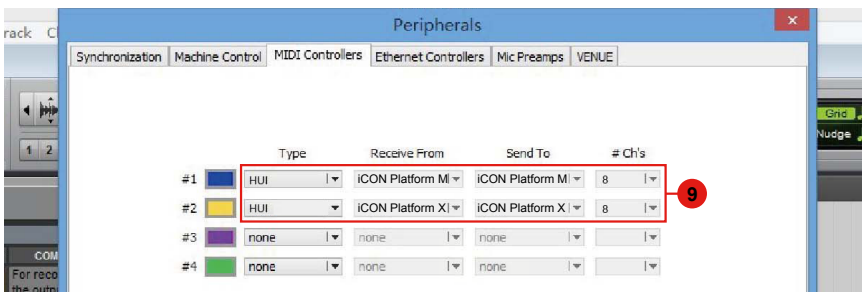 Peripherals
rack Cl
Synchronization Machine Control MIDI Controllers Ethernet Controllers Mic Preamps VENUE
Grid
Nudge
1 2
Type Receive From Send To # Ch's
#1 HUI iCON Platform M iCON Platform M 8
9
#2 HUI iCON Platform X iCON Platform X 8
#3 none none none
COM
#4 none none none
For reco
the outpu